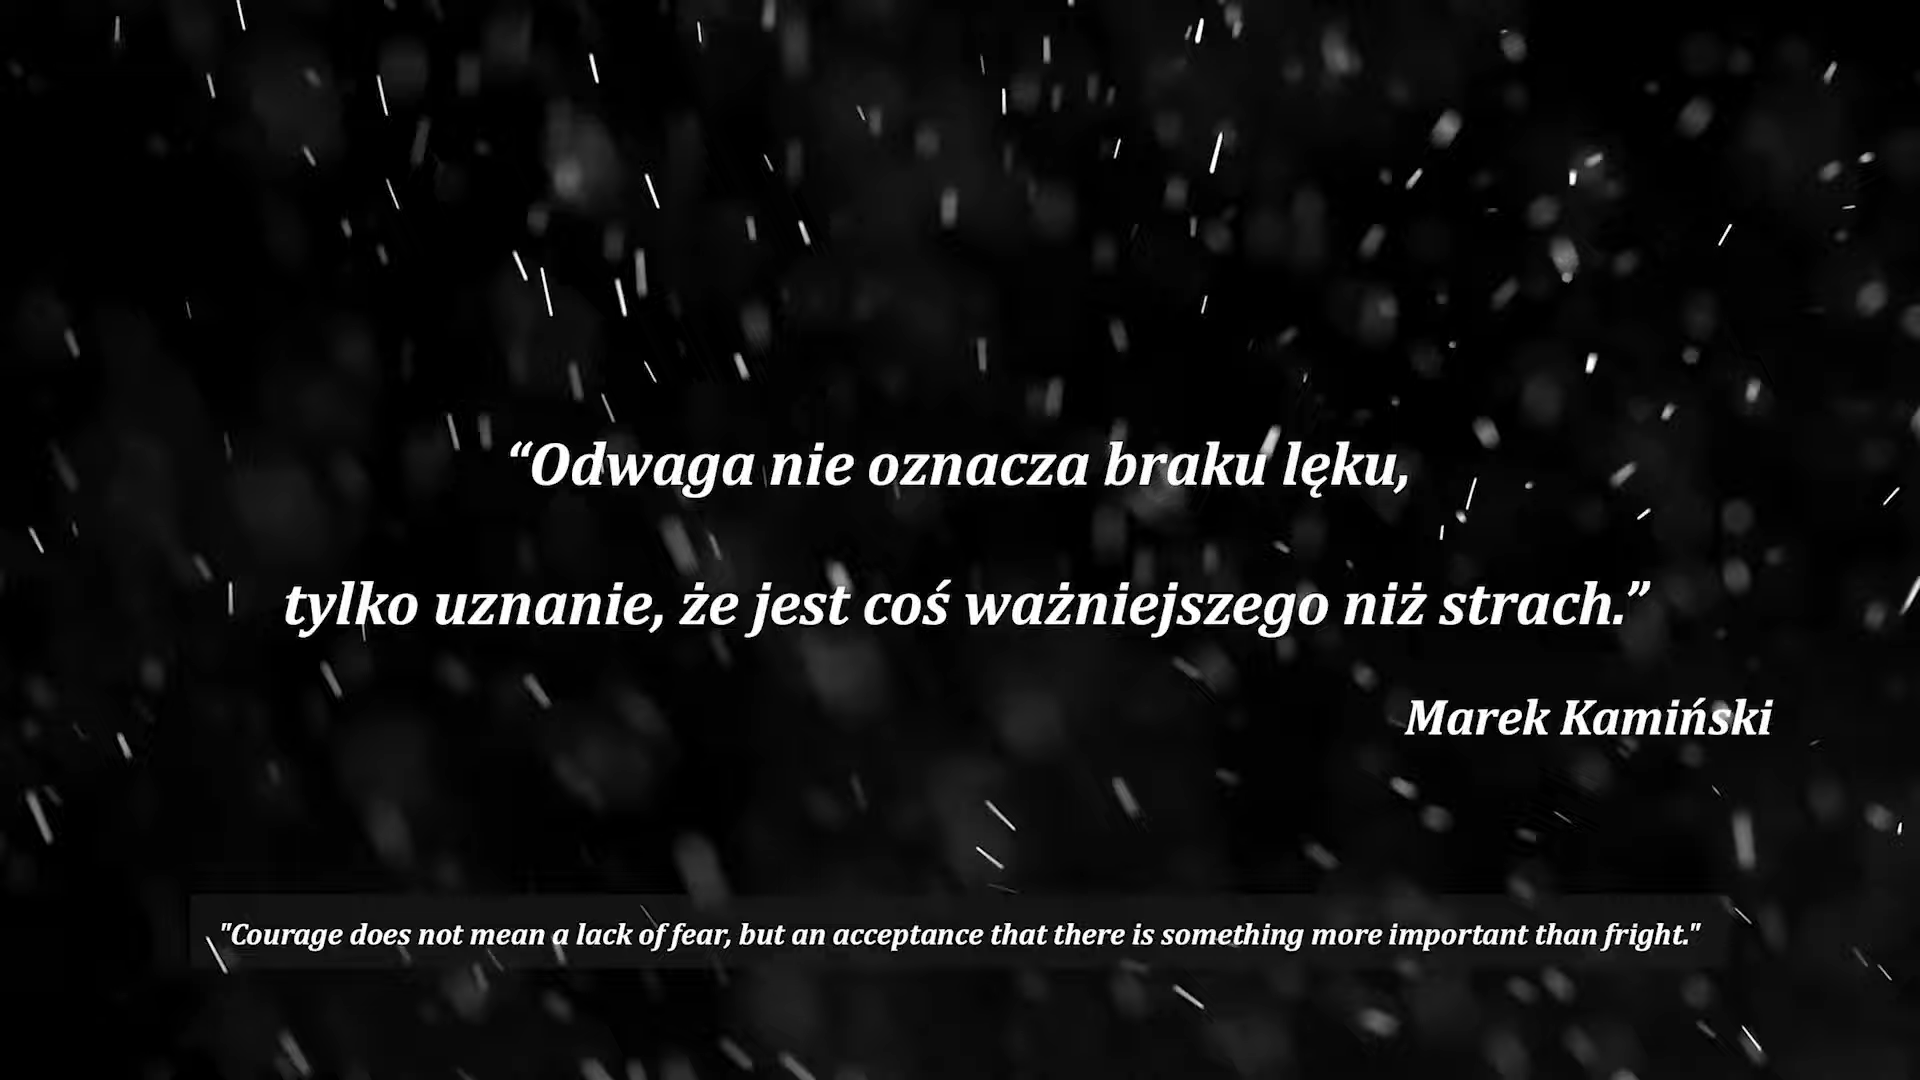 “Odwaga nie oznacza braku lęku,
tylko uznanie, że jest coś ważniejszego niż strach.”
Marek Kamiński
"Courage does not mean a lack of fear, but an acceptance that there is something more important than fright."